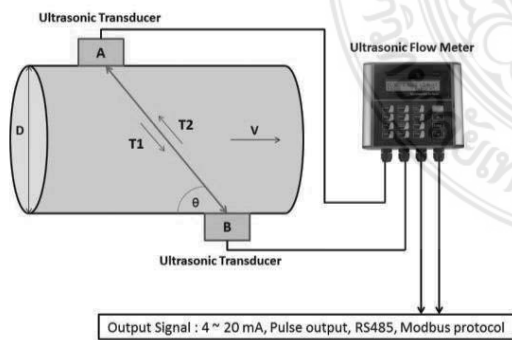 Ultrasonic Transducer
A
Ultrasonic Flow Meter
D
T2
T1
V
θ
B
Ultrasonic Transducer
Output Signal : 4 ~ 20 mA, Pulse output, RS485, Modbus protocol